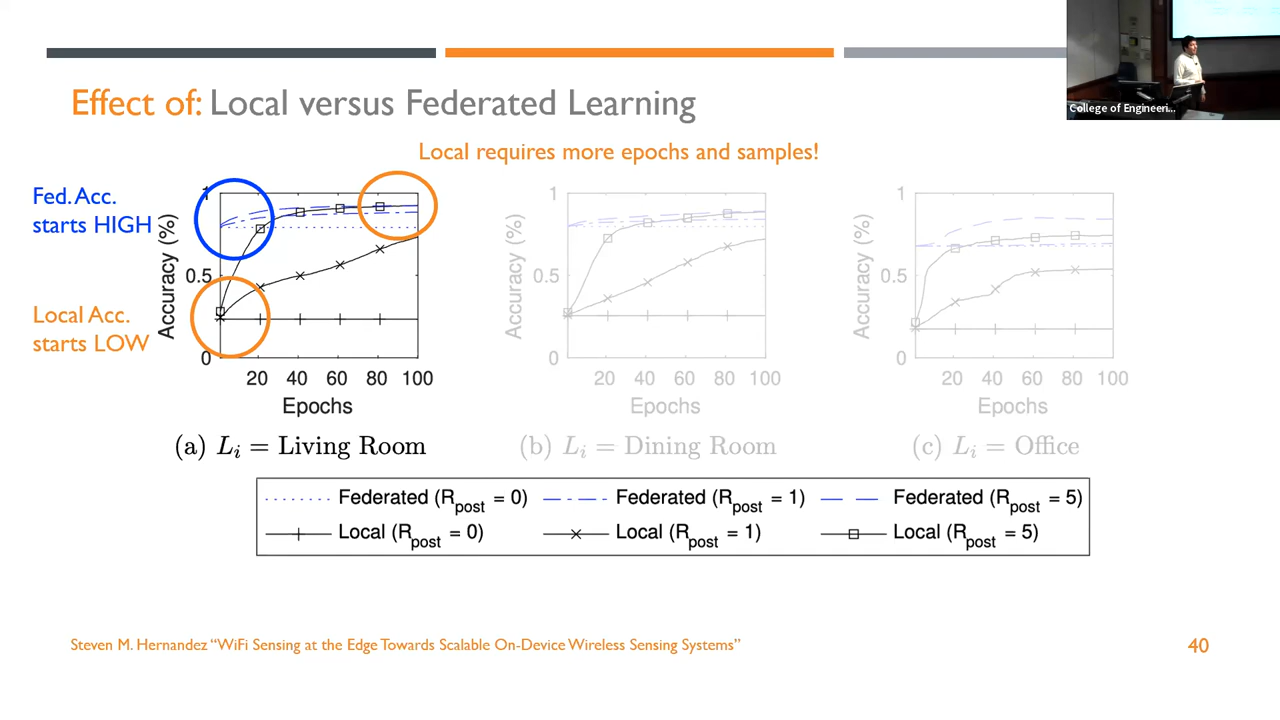 College of Engineeri...
Effect of: Local versus Federated Learning
Local requires more epochs and samples!
Fed. Acc.
starts HIGH
Local Acc.
starts LOW
Accuracy (%)
1
0.5
0
20 40 60 80 100
Epochs
(a) Lᵢ = Living Room
Accuracy (%)
1
0.5
0
20 40 60 80 100
Epochs
(b) Lᵢ = Dining Room
Accuracy (%)
1
0.5
0
20 40 60 80 100
Epochs
(c) Lᵢ = Office
Federated (R_post = 0) Federated (R_post = 1) Federated (R_post = 5)
Local (R_post = 0) Local (R_post = 1) Local (R_post = 5)
Steven M. Hernandez “WiFi Sensing at the Edge Towards Scalable On-Device Wireless Sensing Systems”
40